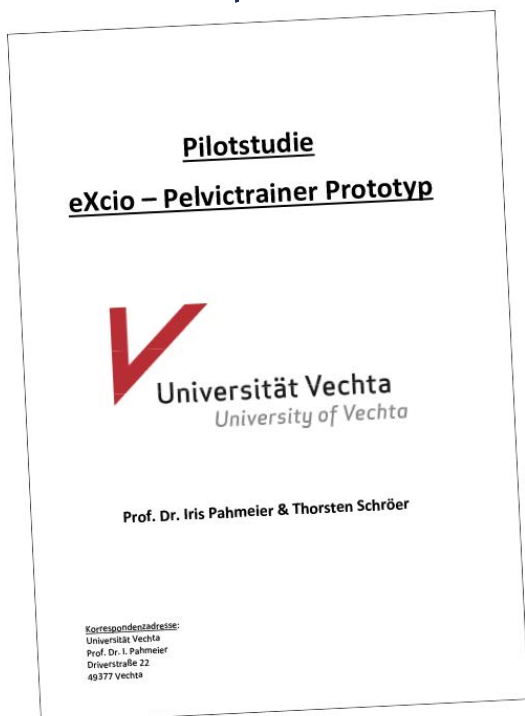 Pilotstudie
eXcio – Pelvictrainer Prototyp
Universität Vechta
University of Vechta
Prof. Dr. Iris Pahmeier & Thorsten Schröer
Korrespondenzadresse:
Universität Vechta
Prof. Dr. I. Pahmeier
Driverstraße 22
49377 Vechta